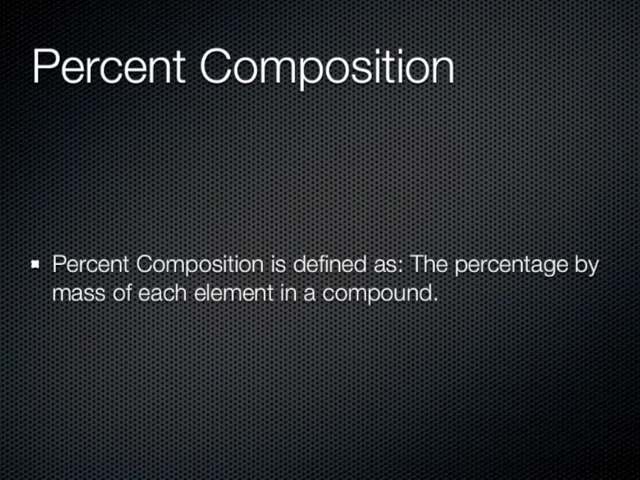 Percent Composition
Percent Composition is defined as: The percentage by
mass of each element in a compound.